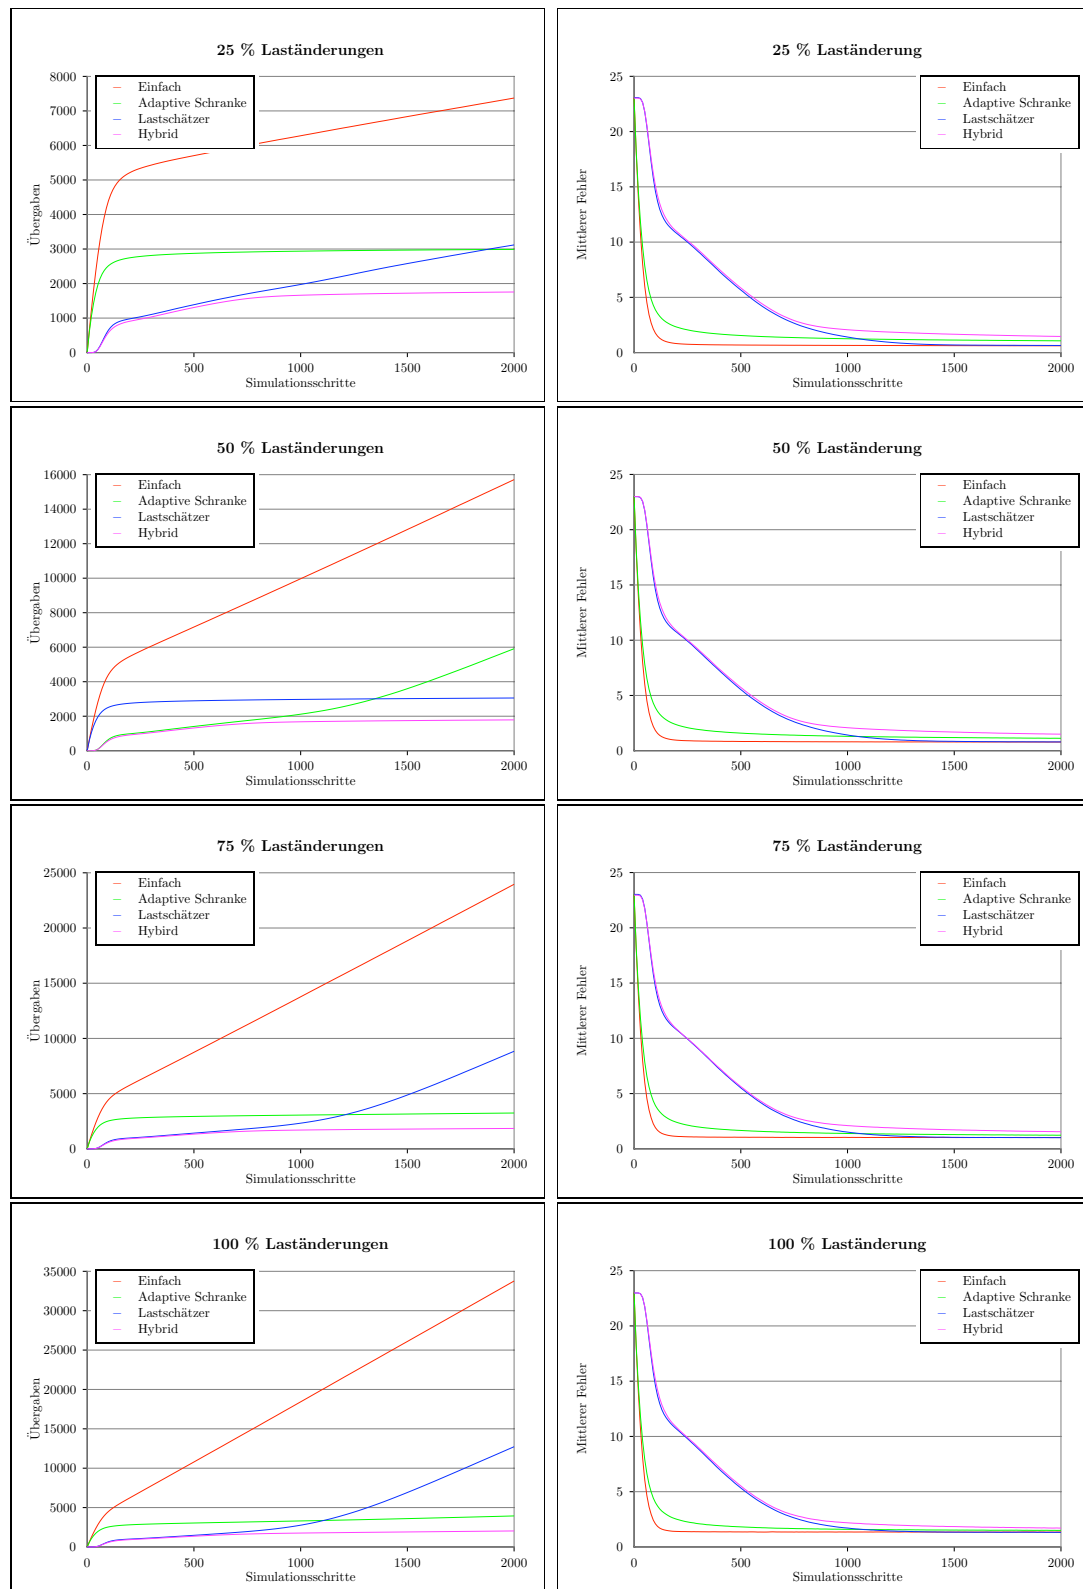 25 % Laständerungen
Übergaben
8000
7000
6000
5000
4000
3000
2000
1000
0
Einfach
Adaptive Schranke
Lastschätzer
Hybrid
0
500
1000
1500
2000
Simulationsschritte
25 % Laständerung
Mittlerer Fehler
25
20
15
10
5
0
Einfach
Adaptive Schranke
Lastschätzer
Hybrid
0
500
1000
1500
2000
Simulationsschritte
50 % Laständerungen
Übergaben
16000
14000
12000
10000
8000
6000
4000
2000
0
Einfach
Adaptive Schranke
Lastschätzer
Hybrid
0
500
1000
1500
2000
Simulationsschritte
50 % Laständerung
Mittlerer Fehler
25
20
15
10
5
0
Einfach
Adaptive Schranke
Lastschätzer
Hybrid
0
500
1000
1500
2000
Simulationsschritte
75 % Laständerungen
Übergaben
25000
20000
15000
10000
5000
0
Einfach
Adaptive Schranke
Lastschätzer
Hybird
0
500
1000
1500
2000
Simulationsschritte
75 % Laständerung
Mittlerer Fehler
25
20
15
10
5
0
Einfach
Adaptive Schranke
Lastschätzer
Hybrid
0
500
1000
1500
2000
Simulationsschritte
100 % Laständerungen
Übergaben
35000
30000
25000
20000
15000
10000
5000
0
Einfach
Adaptive Schranke
Lastschätzer
Hybrid
0
500
1000
1500
2000
Simulationsschritte
100 % Laständerung
Mittlerer Fehler
25
20
15
10
5
0
Einfach
Adaptive Schranke
Lastschätzer
Hybrid
0
500
1000
1500
2000
Simulationsschritte